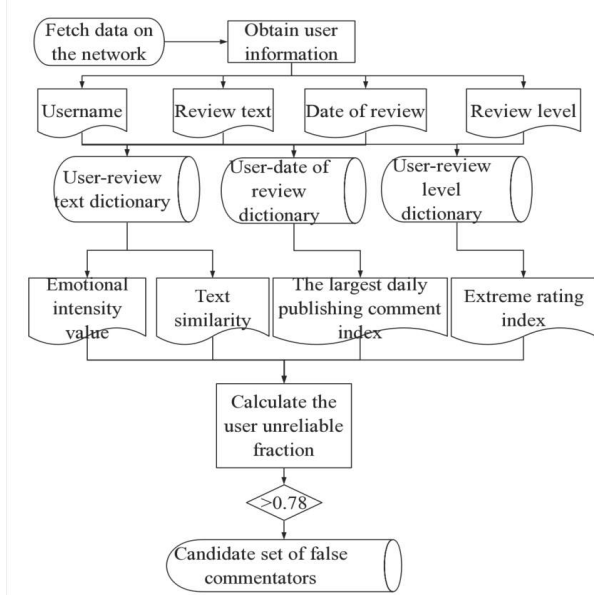 Fetch data on
the network
Obtain user
information
Username
Review text
Date of review
Review level
User-review
text dictionary
User-date of
review
dictionary
User-review
level
dictionary
Emotional
intensity
value
Text
similarity
The largest daily
publishing comment
index
Extreme rating
index
Calculate the
user unreliable
fraction
>0.78
Candidate set of false
commentators